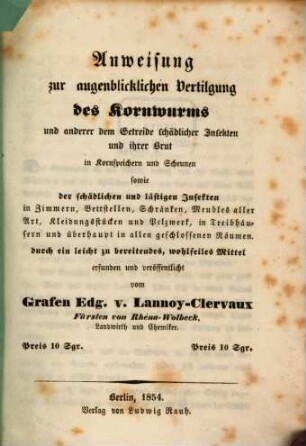 Anweisung
zur augenblicklichen Vertilgung
des Kornwurms
und anderer dem Getreide schädlicher Insekten
und ihrer Brut
in Kornspeichern und Scheunen
sowie
der schädlichen und lästigen Insekten
in Zimmern, Bettstellen, Schränken, Meubles aller
Art, Kleidungsstücken und Pelzwerk, in Treibhäu-
sern und überhaupt in allen geschlossenen Räumen,
durch ein leicht zu bereitendes, wohlfeiles Mittel
erfunden und veröffentlicht
vom
Grafen Edg. v. Lannoy-Clervaux
Fürsten von Rhéna-Wolbeck,
Landwirth und Chemiker.
Preis 10 Sgr. Preis 10 Sgr.
Berlin, 1854.
Verlag von Ludwig Rauh.